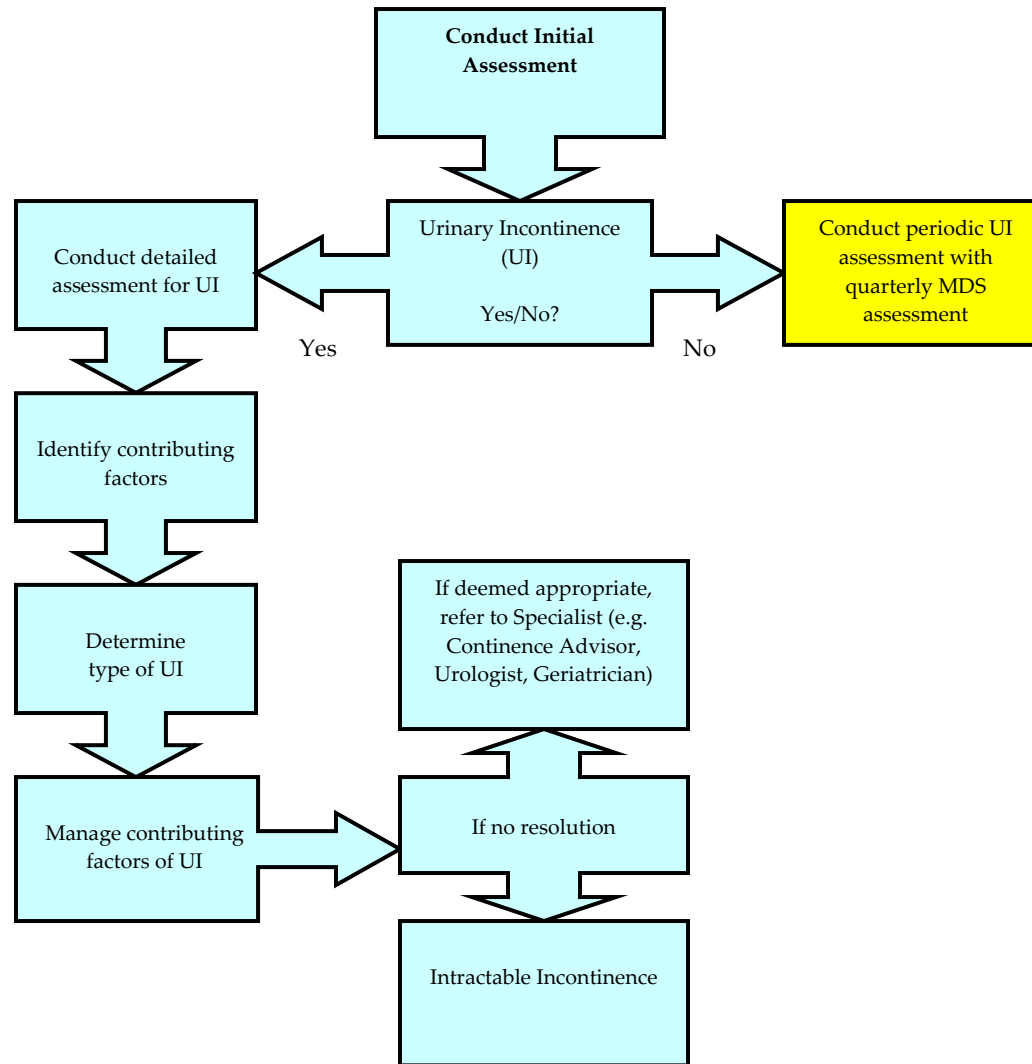 Conduct Initial
Assessment
Urinary Incontinence
(UI)
Yes/No?
Conduct detailed
assessment for UI
Conduct periodic UI
assessment with
quarterly MDS
assessment
Yes
No
Identify contributing
factors
Determine
type of UI
If deemed appropriate,
refer to Specialist (e.g.
Continence Advisor,
Urologist, Geriatrician)
Manage contributing
factors of UI
If no resolution
Intractable Incontinence